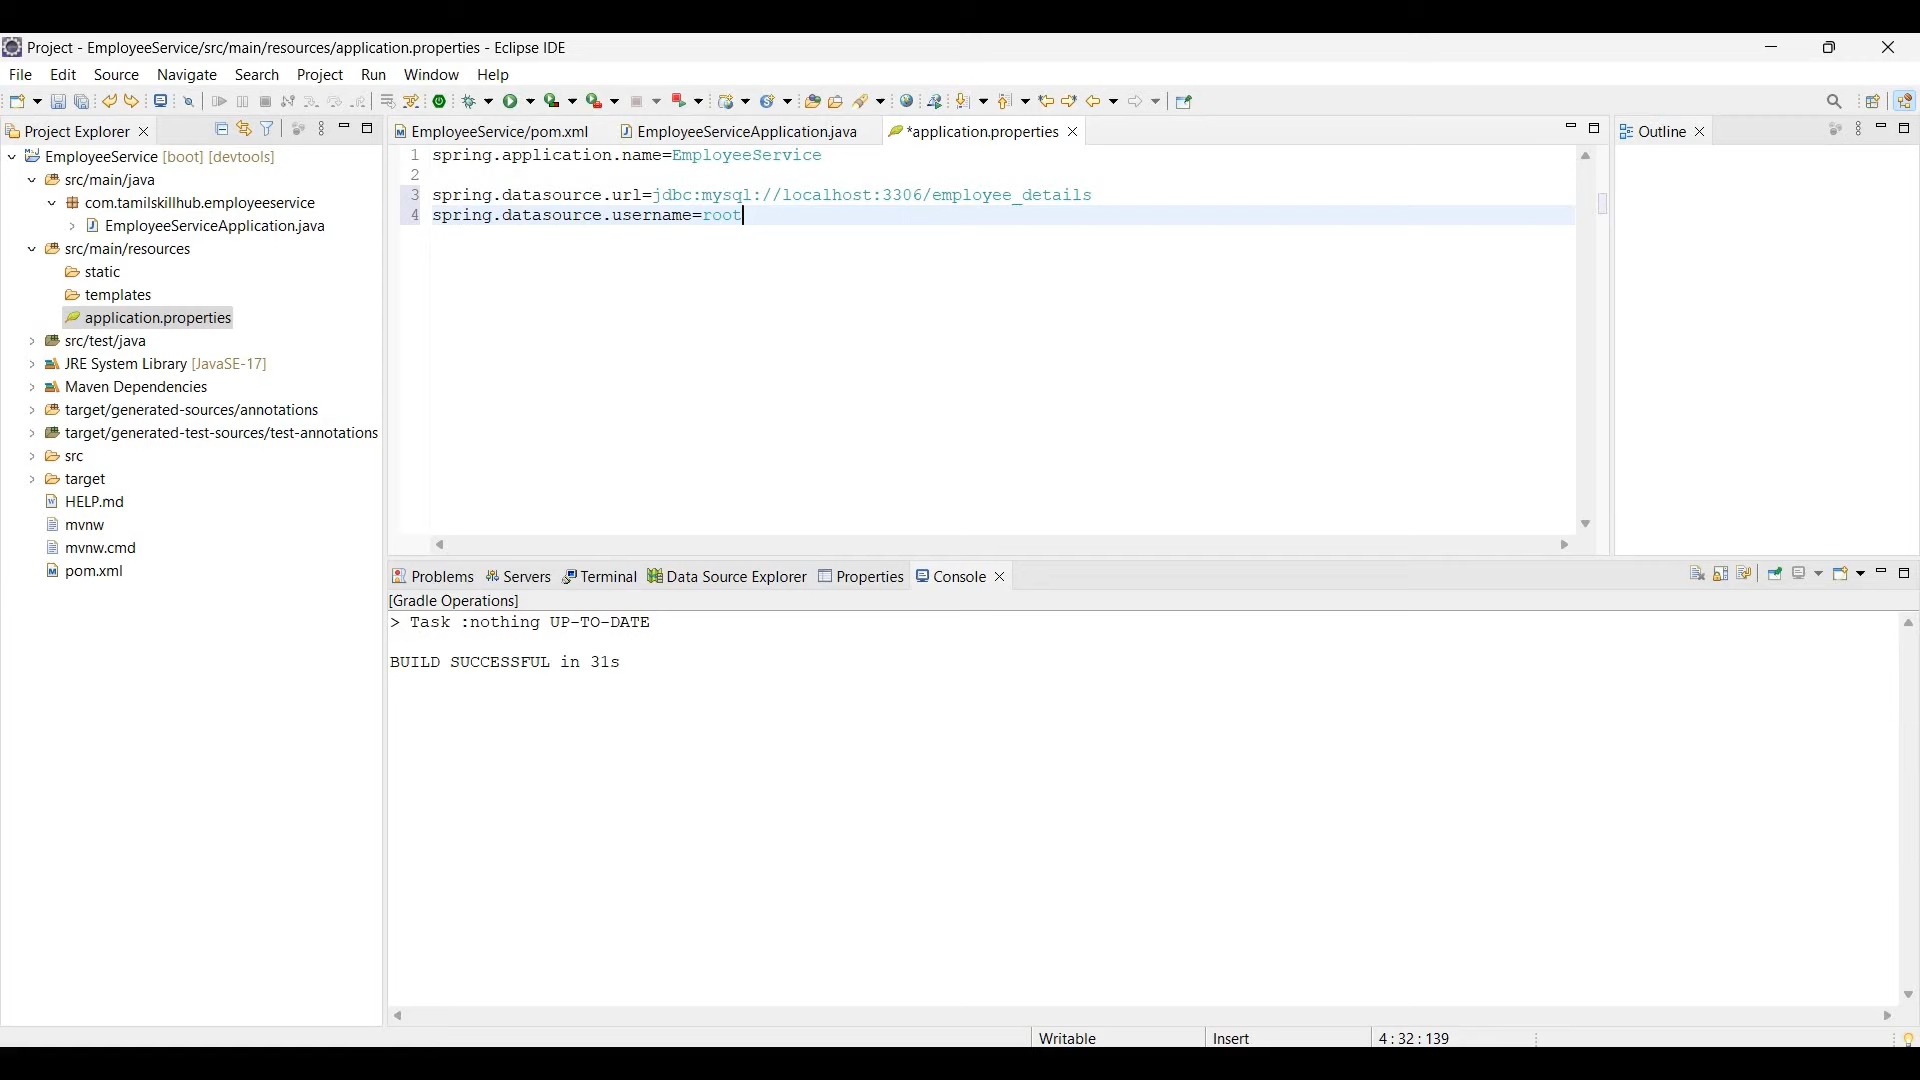 Project - EmployeeService/src/main/resources/application.properties - Eclipse IDE
File Edit Source Navigate Search Project Run Window Help
Project Explorer
EmployeeService [boot] [devtools]
src/main/java
com.tamilskillhub.employeeservice
EmployeeServiceApplication.java
src/main/resources
static
templates
application.properties
src/test/java
JRE System Library [JavaSE-17]
Maven Dependencies
target/generated-sources/annotations
target/generated-test-sources/test-annotations
src
target
HELP.md
mvnw
mvnw.cmd
pom.xml
EmployeeService/pom.xml EmployeeServiceApplication.java *application.properties
1 spring.application.name=EmployeeService
2
3 spring.datasource.url=jdbc:mysql://localhost:3306/employee_details
4 spring.datasource.username=root
Outline
Problems Servers Terminal Data Source Explorer Properties Console
[Gradle Operations]
> Task :nothing UP-TO-DATE
BUILD SUCCESSFUL in 31s
Writable Insert 4 : 32 : 139